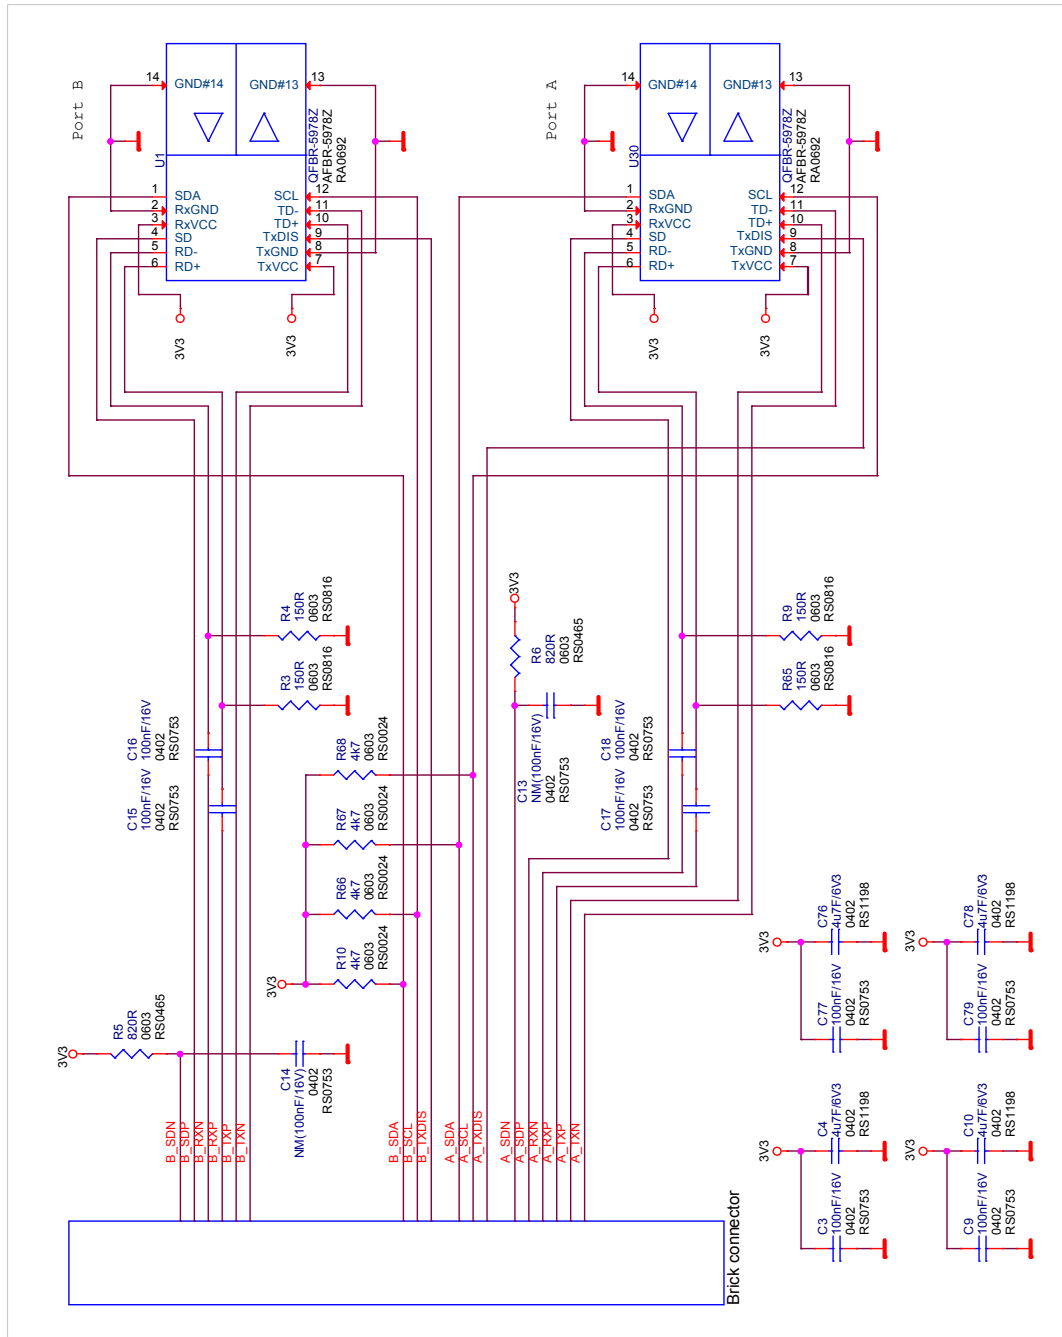 Port B
14
GND#14
GND#13
13
U1
QFBR-5978Z
AFBR-5978Z
RA0692
1
SDA
2
RxGND
3
RxVCC
4
SD
5
RD-
6
RD+
SCL
12
TD-
11
TD+
10
TxDIS
9
TxGND
8
TxVCC
7
3V3
3V3
Port A
14
GND#14
GND#13
13
U30
QFBR-5978Z
AFBR-5978Z
RA0692
1
SDA
2
RxGND
3
RxVCC
4
SD
5
RD-
6
RD+
SCL
12
TD-
11
TD+
10
TxDIS
9
TxGND
8
TxVCC
7
3V3
3V3
R4
150R
0603
RS0816
R3
150R
0603
RS0816
C16
100nF/16V
0402
RS0753
C15
100nF/16V
0402
RS0753
3V3
R6
820R
0603
RS0465
C13
NM(100nF/16V)
0402
RS0753
R9
150R
0603
RS0816
R65
150R
0603
RS0816
C18
100nF/16V
0402
RS0753
C17
100nF/16V
0402
RS0753
R68
4k7
0603
RS0024
R67
4k7
0603
RS0024
R66
4k7
0603
RS0024
R10
4k7
0603
RS0024
3V3
3V3
R5
820R
0603
RS0465
C14
NM(100nF/16V)
0402
RS0753
3V3
C76
4u7F/6V3
0402
RS1198
C77
100nF/16V
0402
RS0753
3V3
C78
4u7F/6V3
0402
RS1198
C79
100nF/16V
0402
RS0753
3V3
C4
4u7F/6V3
0402
RS1198
C3
100nF/16V
0402
RS0753
3V3
C10
4u7F/6V3
0402
RS1198
C9
100nF/16V
0402
RS0753
B_SDN
B_SDP
B_RXN
B_RXP
B_TXP
B_TXN
B_SDA
B_SCL
B_TXDIS
A_SDA
A_SCL
A_TXDIS
A_SDN
A_SDP
A_RXN
A_RXP
A_TXP
A_TXN
Brick connector